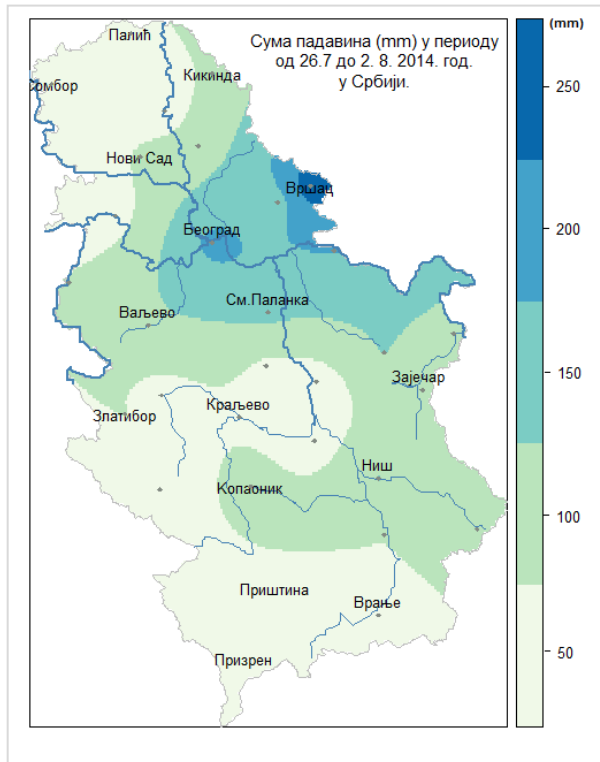 Палић
(mm)
Сума падавина (mm) у периоду
од 26.7 до 2. 8. 2014. год.
у Србији.
Кикинда
Сомбор
250
Нови Сад
Вршац
Београд
200
См.Паланка
Ваљево
150
Зајечар
Златибор
Краљево
Ниш
Копаоник
100
Приштина
Врање
50
Призрен